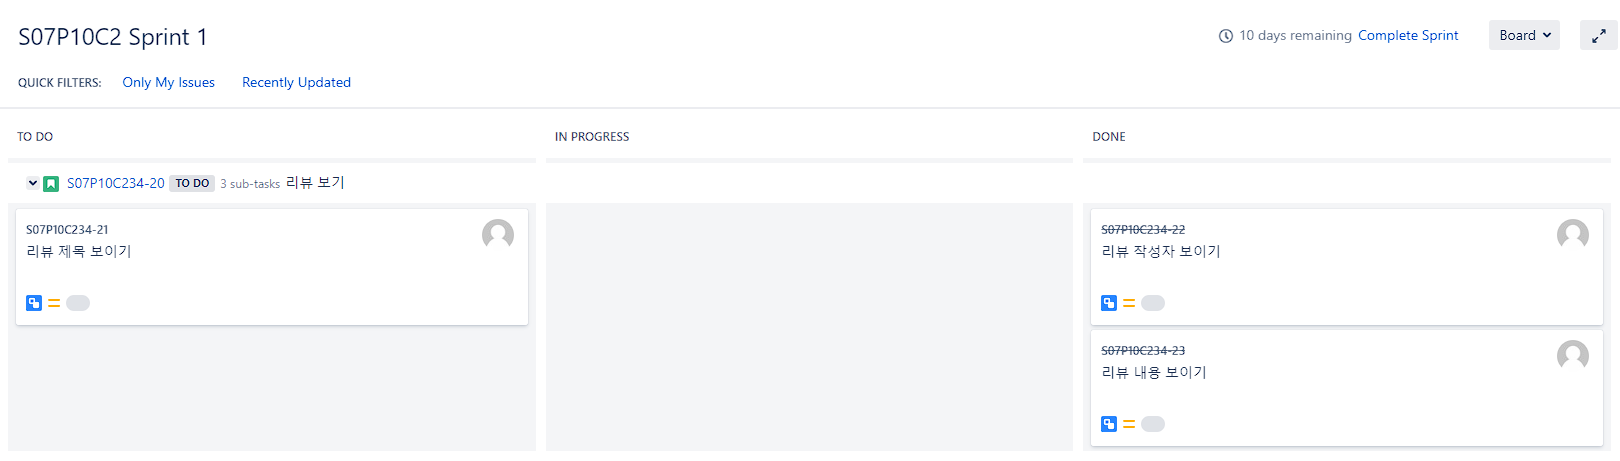 S07P10C2 Sprint 1
10 days remaining Complete Sprint Board
QUICK FILTERS: Only My Issues Recently Updated
TO DO IN PROGRESS DONE
S07P10C234-20 TO DO 3 sub-tasks 리뷰 보기
S07P10C234-21
리뷰 제목 보이기
S07P10C234-22
리뷰 작성자 보이기
S07P10C234-23
리뷰 내용 보이기